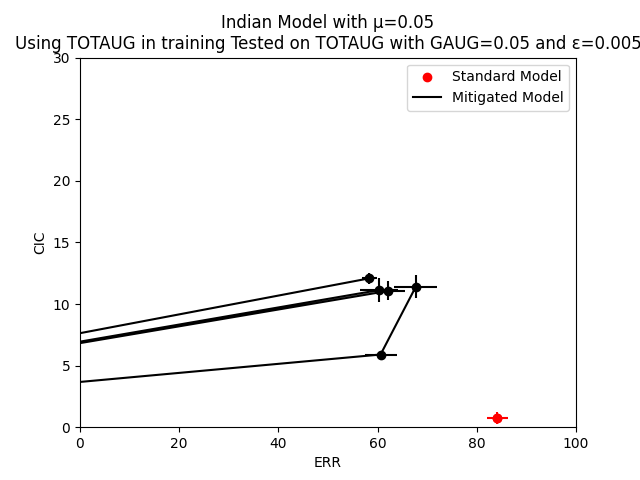 Indian Model with μ=0.05
Using TOTAUG in training Tested on TOTAUG with GAUG=0.05 and ε=0.005
Standard Model
Mitigated Model
30
25
20
15
10
5
0
CIC
0 20 40 60 80 100
ERR